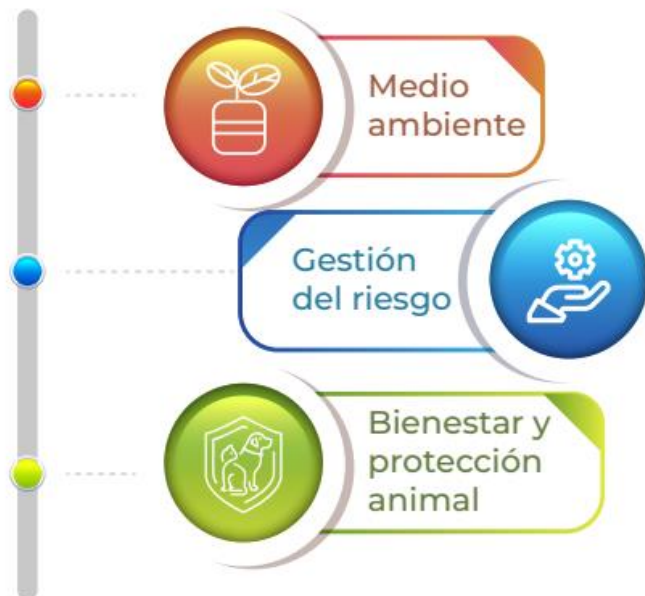 Medio
ambiente
Gestión
del riesgo
Bienestar y
protección
animal